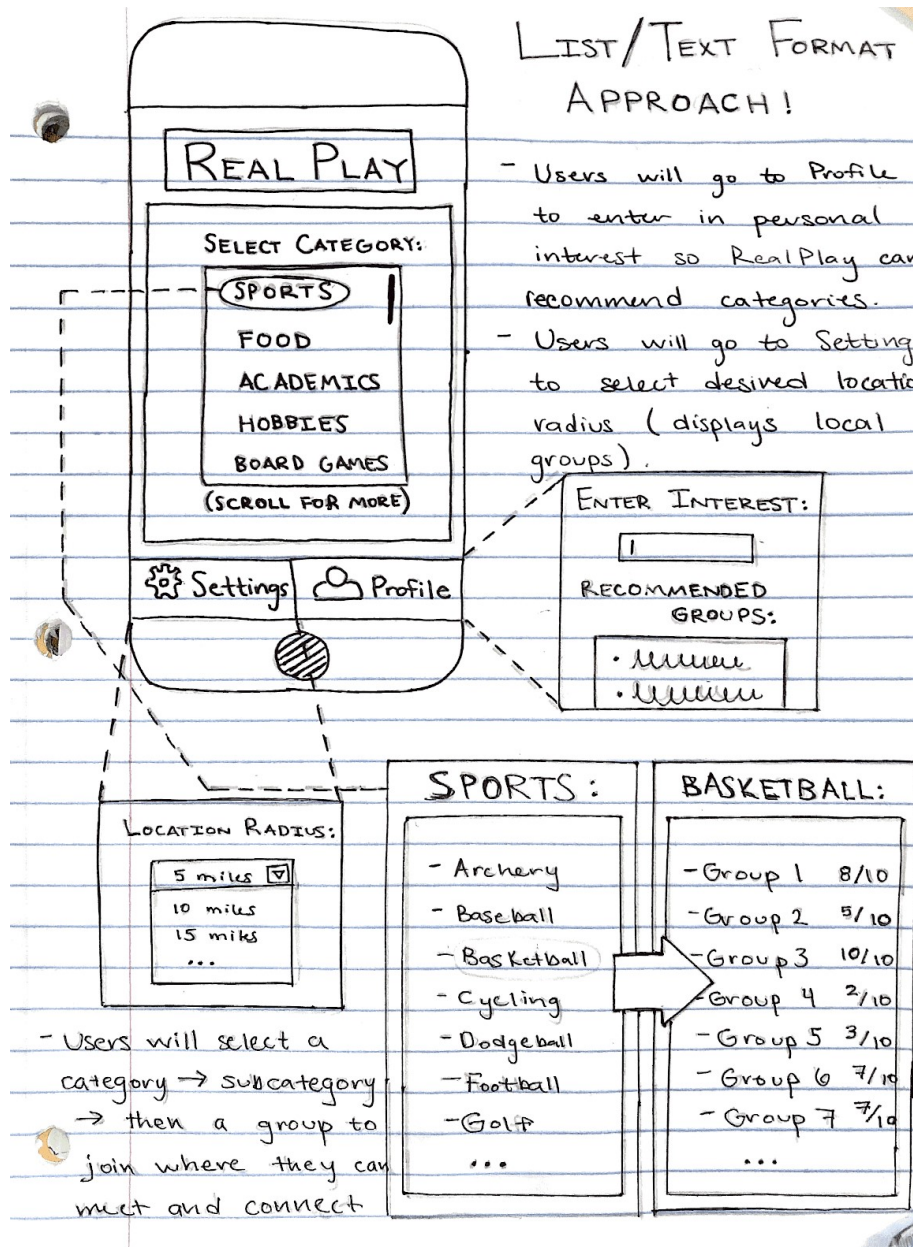 LIST/TEXT FORMAT
APPROACH!
REAL PLAY
SELECT CATEGORY:
SPORTS
FOOD
ACADEMICS
HOBBIES
BOARD GAMES
(SCROLL FOR MORE)
Settings
Profile
- Users will go to Profile
to enter in personal
interest so RealPlay can
recommend categories.
- Users will go to Setting
to select desired locatio
radius (displays local
groups).
ENTER INTEREST:
RECOMMENDED
GROUPS:
LOCATION RADIUS:
5 miles
10 miles
15 miles
...
- Users will select a
category → subcategory
→ then a group to
join where they can
meet and connect
SPORTS:
- Archery
- Baseball
- Basketball
- Cycling
- Dodgeball
- Football
- Golf
...
BASKETBALL:
- Group 1 8/10
- Group 2 5/10
- Group 3 10/10
- Group 4 2/10
- Group 5 3/10
- Group 6 7/10
- Group 7 7/10
...